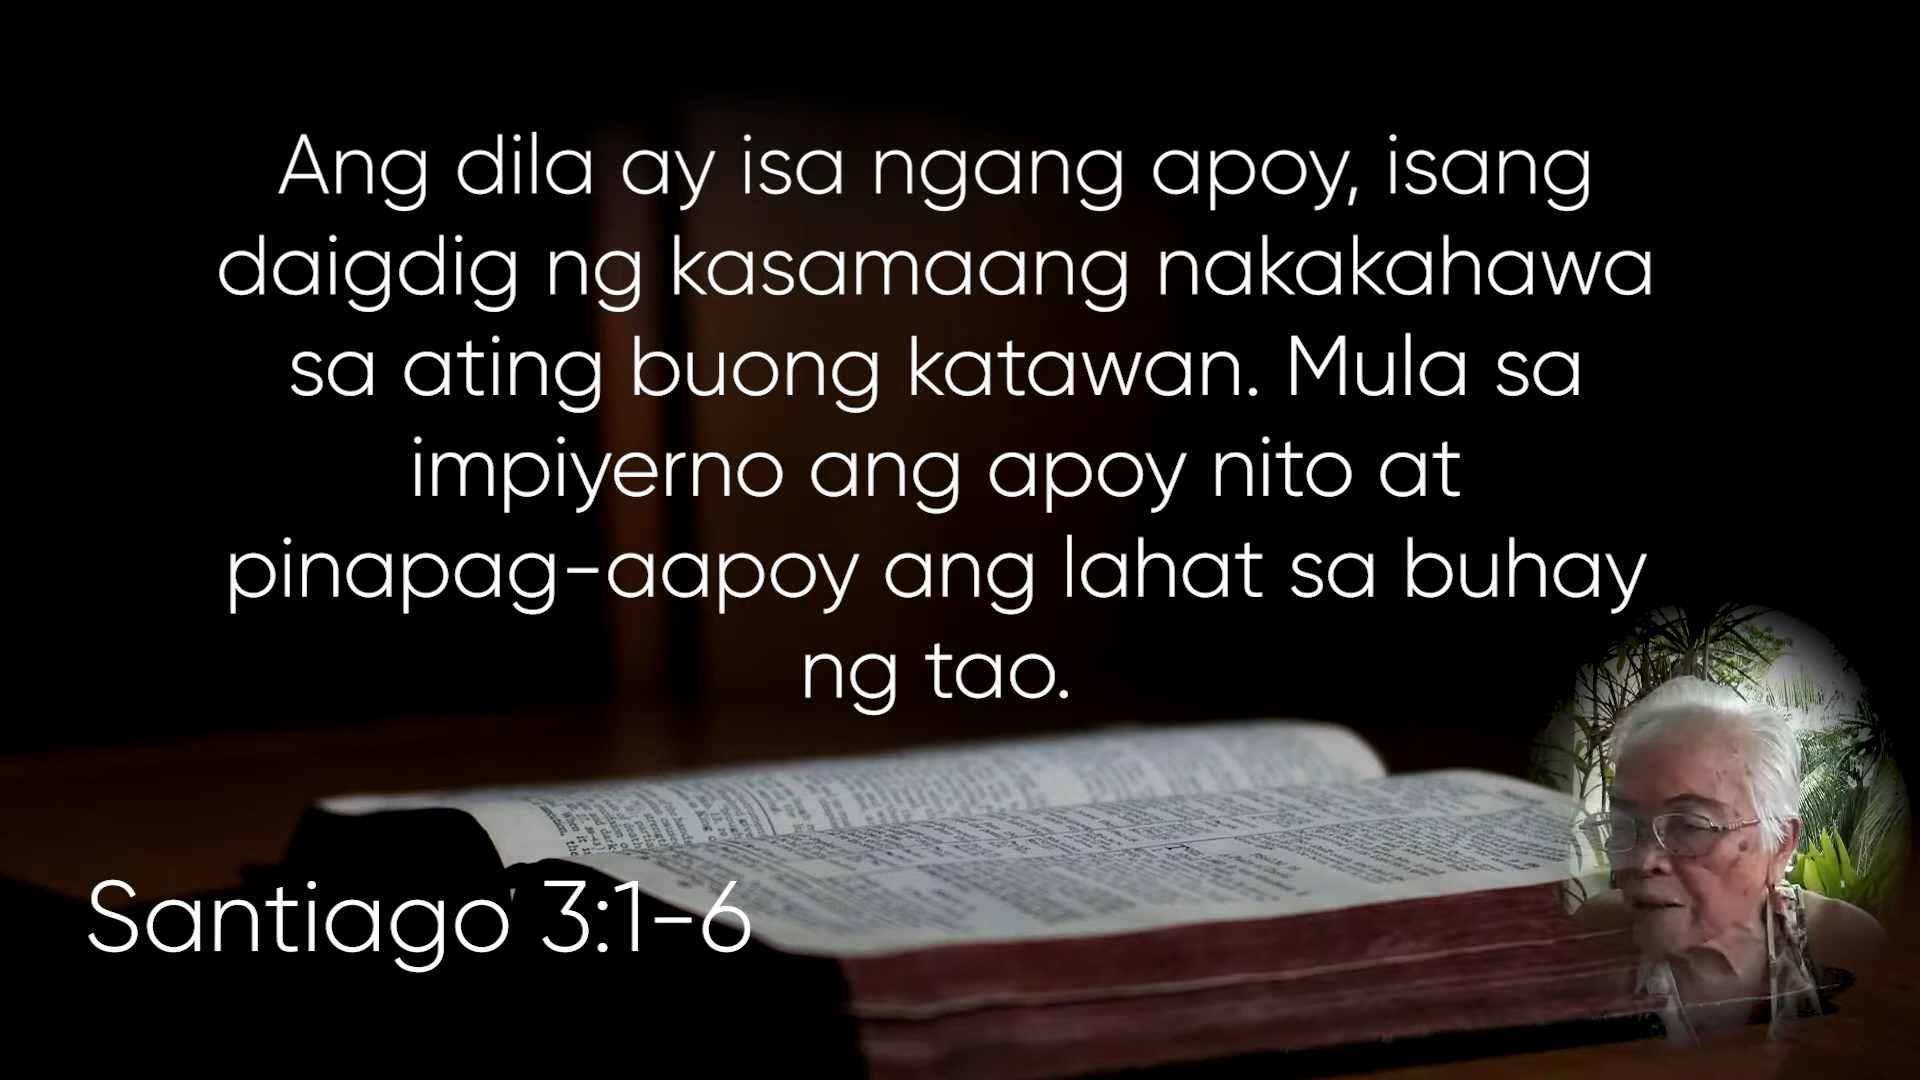 Ang dila ay isa ngang apoy, isang
daigdig ng kasamaang nakakahawa
sa ating buong katawan. Mula sa
impiyerno ang apoy nito at
pinapag-aapoy ang lahat sa buhay
ng tao.
Santiago 3:1-6